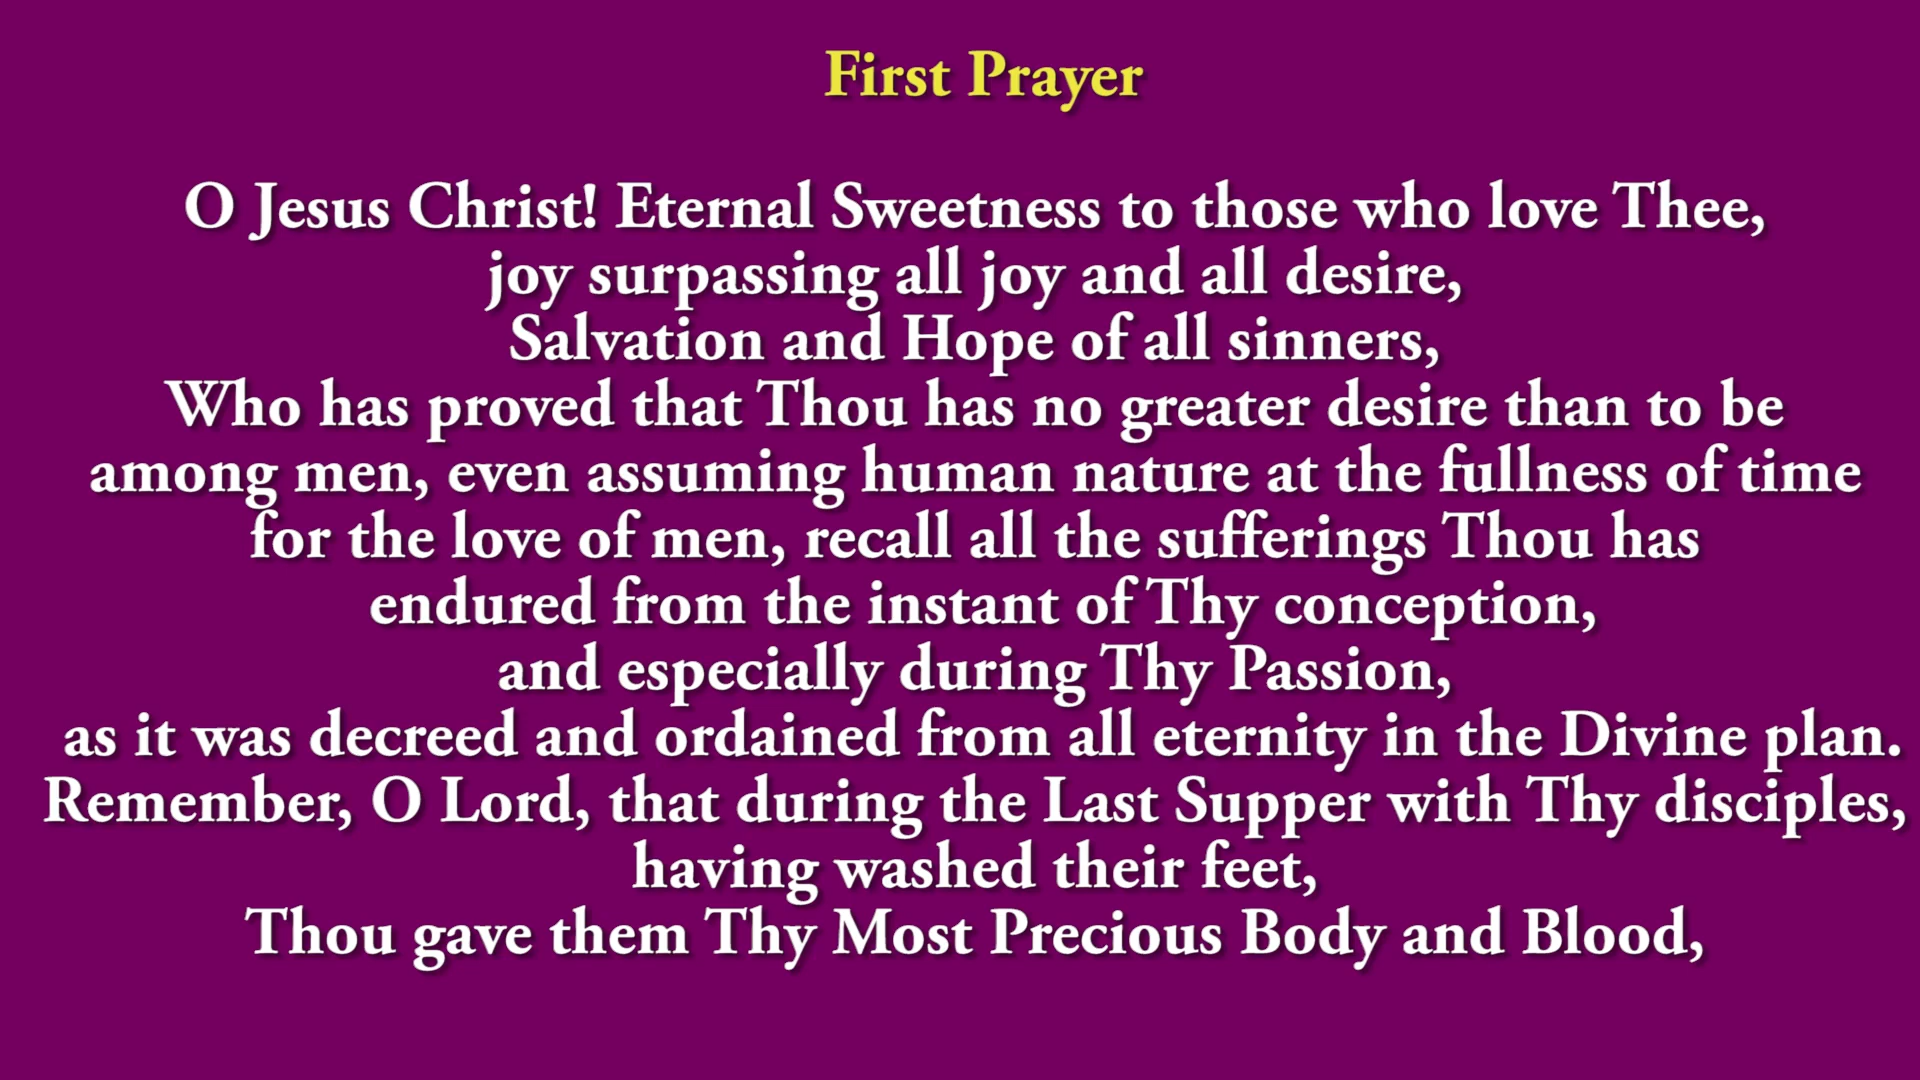 First Prayer
O Jesus Christ! Eternal Sweetness to those who love Thee,
joy surpassing all joy and all desire,
Salvation and Hope of all sinners,
Who has proved that Thou has no greater desire than to be
among men, even assuming human nature at the fullness of time
for the love of men, recall all the sufferings Thou has
endured from the instant of Thy conception,
and especially during Thy Passion,
as it was decreed and ordained from all eternity in the Divine plan.
Remember, O Lord, that during the Last Supper with Thy disciples,
having washed their feet,
Thou gave them Thy Most Precious Body and Blood,